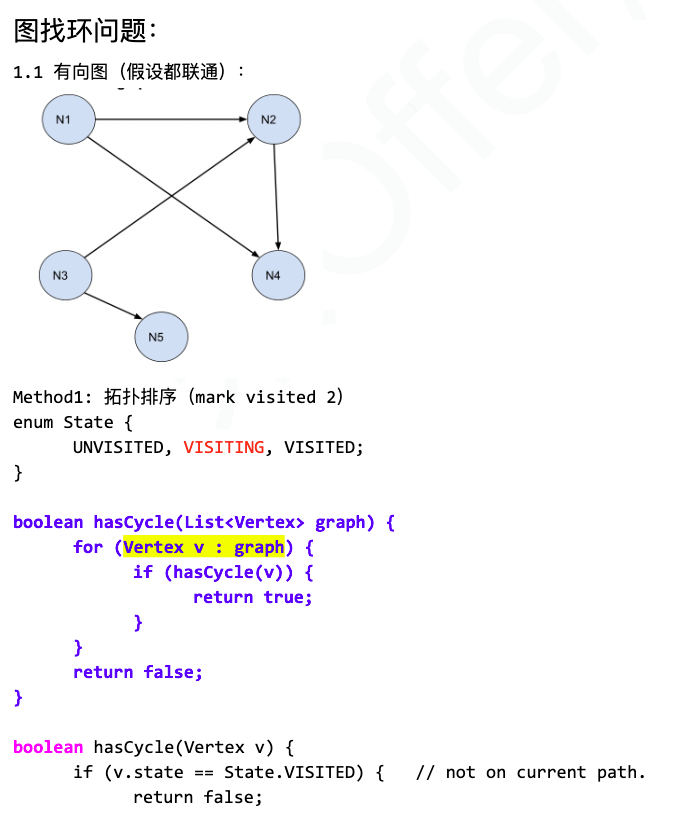 图找环问题：
1.1 有向图（假设都联通）：
N1
N2
N3
N4
N5
Method1: 拓扑排序（mark visited 2）
enum State {
UNVISITED, VISITING, VISITED;
}
boolean hasCycle(List<Vertex> graph) {
for (Vertex v : graph) {
if (hasCycle(v)) {
return true;
}
}
return false;
}
boolean hasCycle(Vertex v) {
if (v.state == State.VISITED) {   // not on current path.
return false;